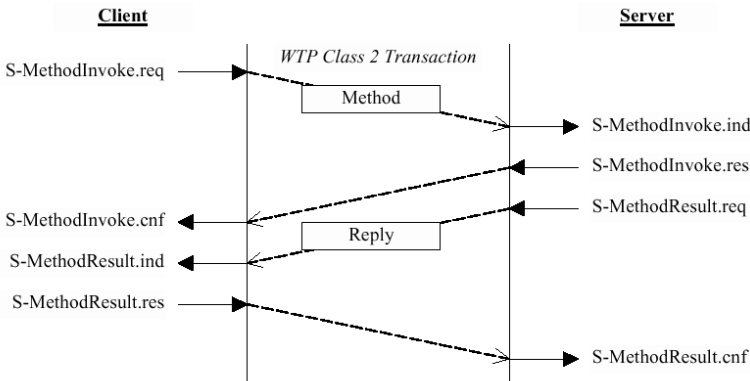 Client
Server
WTP Class 2 Transaction
S-MethodInvoke.req
Method
S-MethodInvoke.ind
S-MethodInvoke.res
S-MethodResult.req
S-MethodInvoke.cnf
Reply
S-MethodResult.ind
S-MethodResult.res
S-MethodResult.cnf